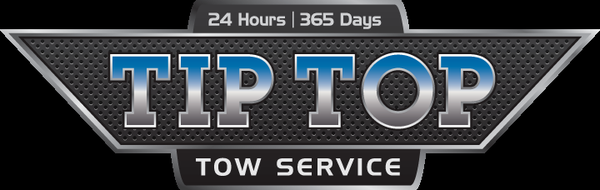 24 Hours | 365 Days
TIP TOP
TOW SERVICE